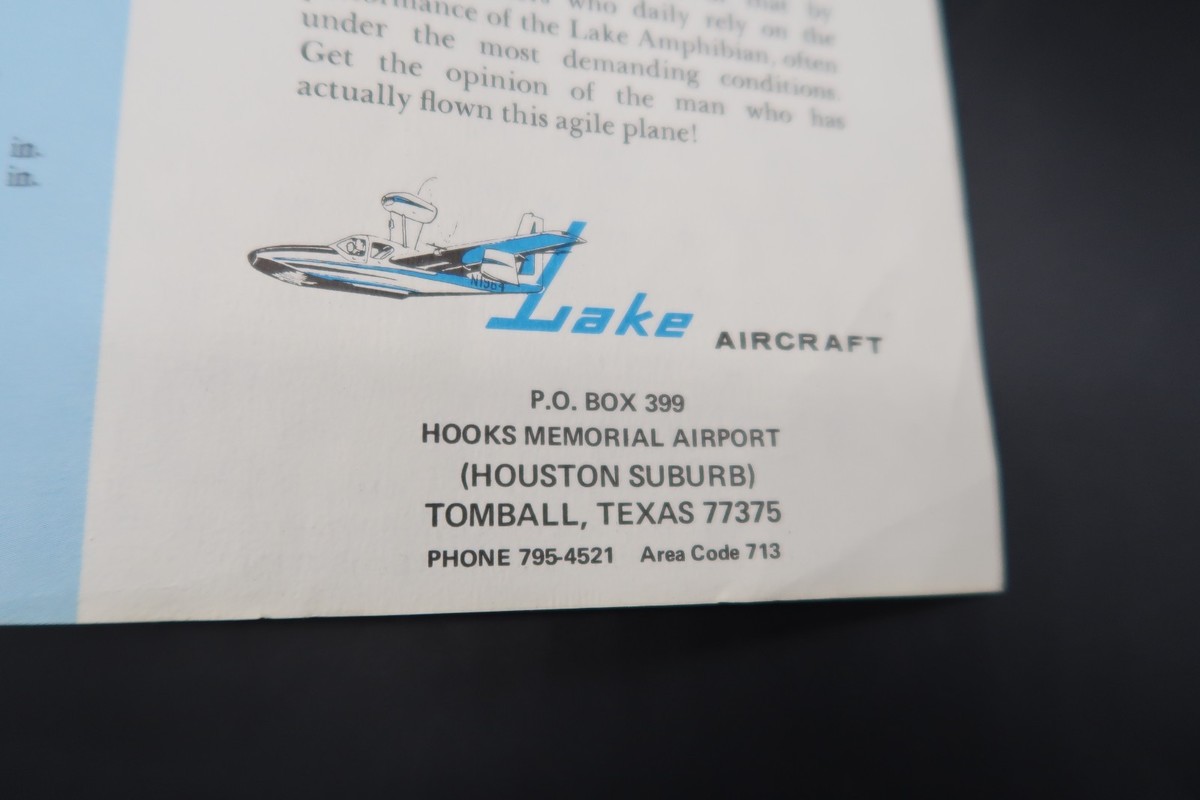 who daily rely on the
of the Lake Amphibian, often
under the most demanding conditions.
Get the opinion of the man who has
actually flown this agile plane!
in.
in.
N1984
Lake AIRCRAFT
P.O. BOX 399
HOOKS MEMORIAL AIRPORT
(HOUSTON SUBURB)
TOMBALL, TEXAS 77375
PHONE 795-4521 Area Code 713